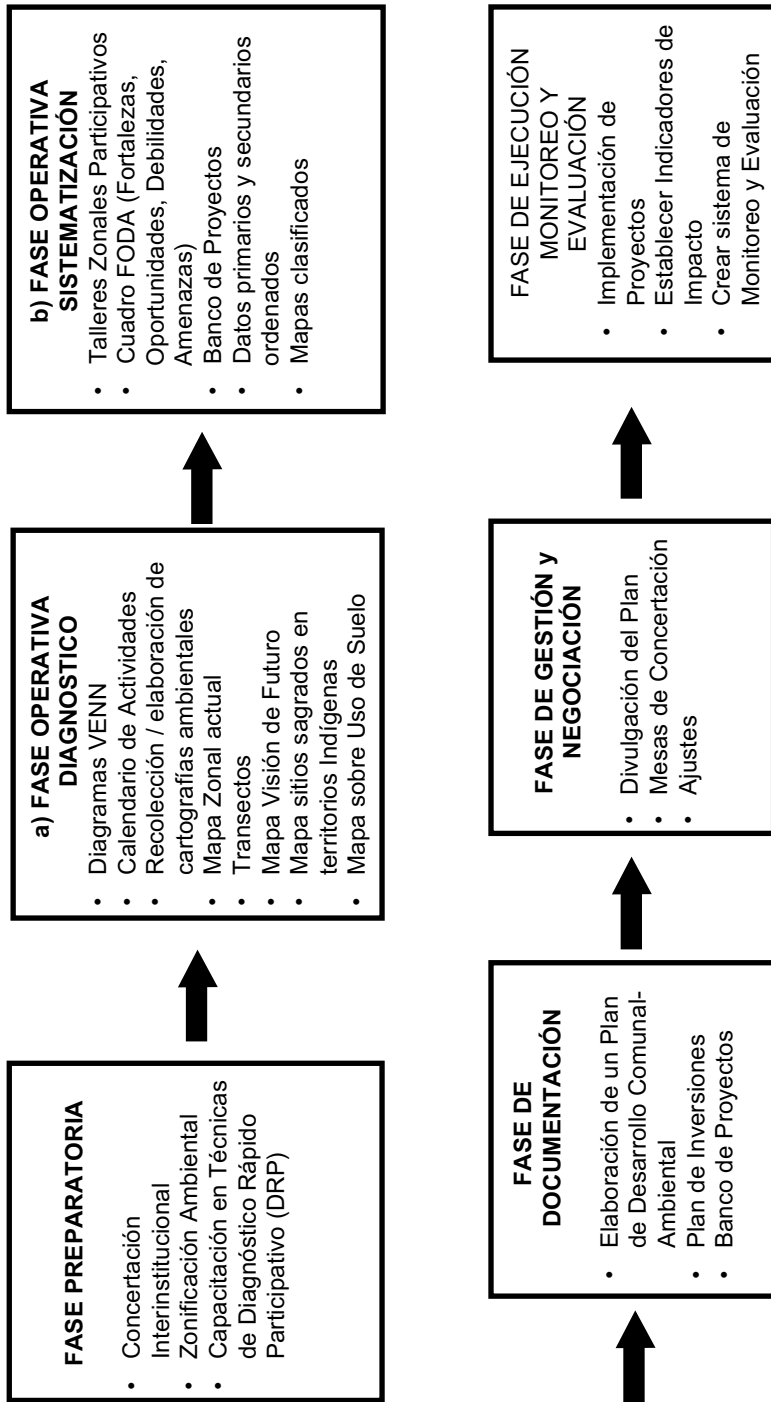 FASE PREPARATORIA
• Concertación
Interinstitucional
• Zonificación Ambiental
• Capacitación en Técnicas
de Diagnóstico Rápido
Participativo (DRP)
a) FASE OPERATIVA
DIAGNOSTICO
• Diagramas VENN
• Calendario de Actividades
• Recolección / elaboración de
cartografías ambientales
• Mapa Zonal actual
• Transectos
• Mapa Visión de Futuro
• Mapa sitios sagrados en
territorios Indígenas
• Mapa sobre Uso de Suelo
b) FASE OPERATIVA
SISTEMATIZACIÓN
• Talleres Zonales Participativos
• Cuadro FODA (Fortalezas,
Oportunidades, Debilidades,
Amenazas)
• Banco de Proyectos
• Datos primarios y secundarios
ordenados
• Mapas clasificados
FASE DE
DOCUMENTACIÓN
• Elaboración de un Plan
de Desarrollo Comunal-
Ambiental
• Plan de Inversiones
• Banco de Proyectos
FASE DE GESTIÓN y
NEGOCIACIÓN
• Divulgación del Plan
• Mesas de Concertación
• Ajustes
FASE DE EJECUCIÓN
MONITOREO Y
EVALUACIÓN
• Implementación de
Proyectos
• Establecer Indicadores de
Impacto
• Crear sistema de
Monitoreo y Evaluación